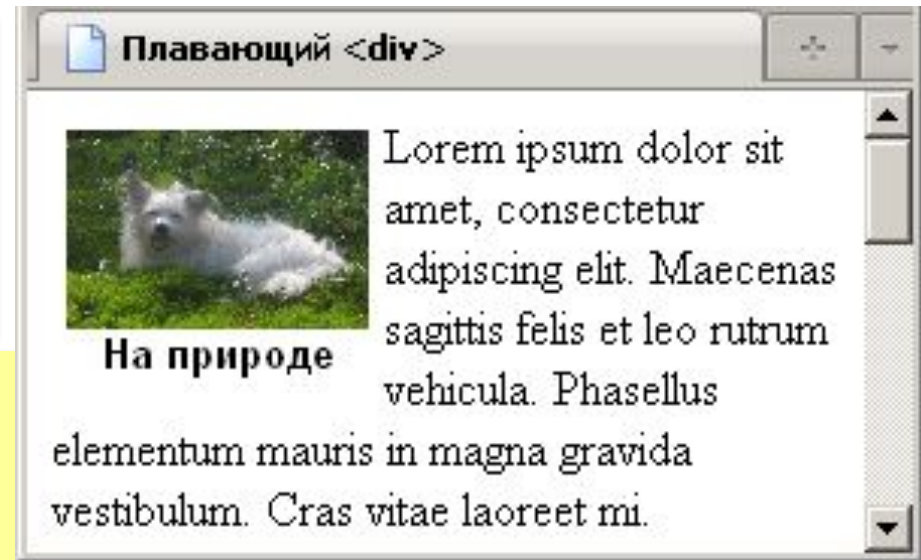 Плавающий <div>
Lorem ipsum dolor sit
amet, consectetur
adipiscing elit. Maecenas
sagittis felis et leo rutrum
vehicula. Phasellus
На природе
elementum mauris in magna gravida
vestibulum. Cras vitae laoreet mi.